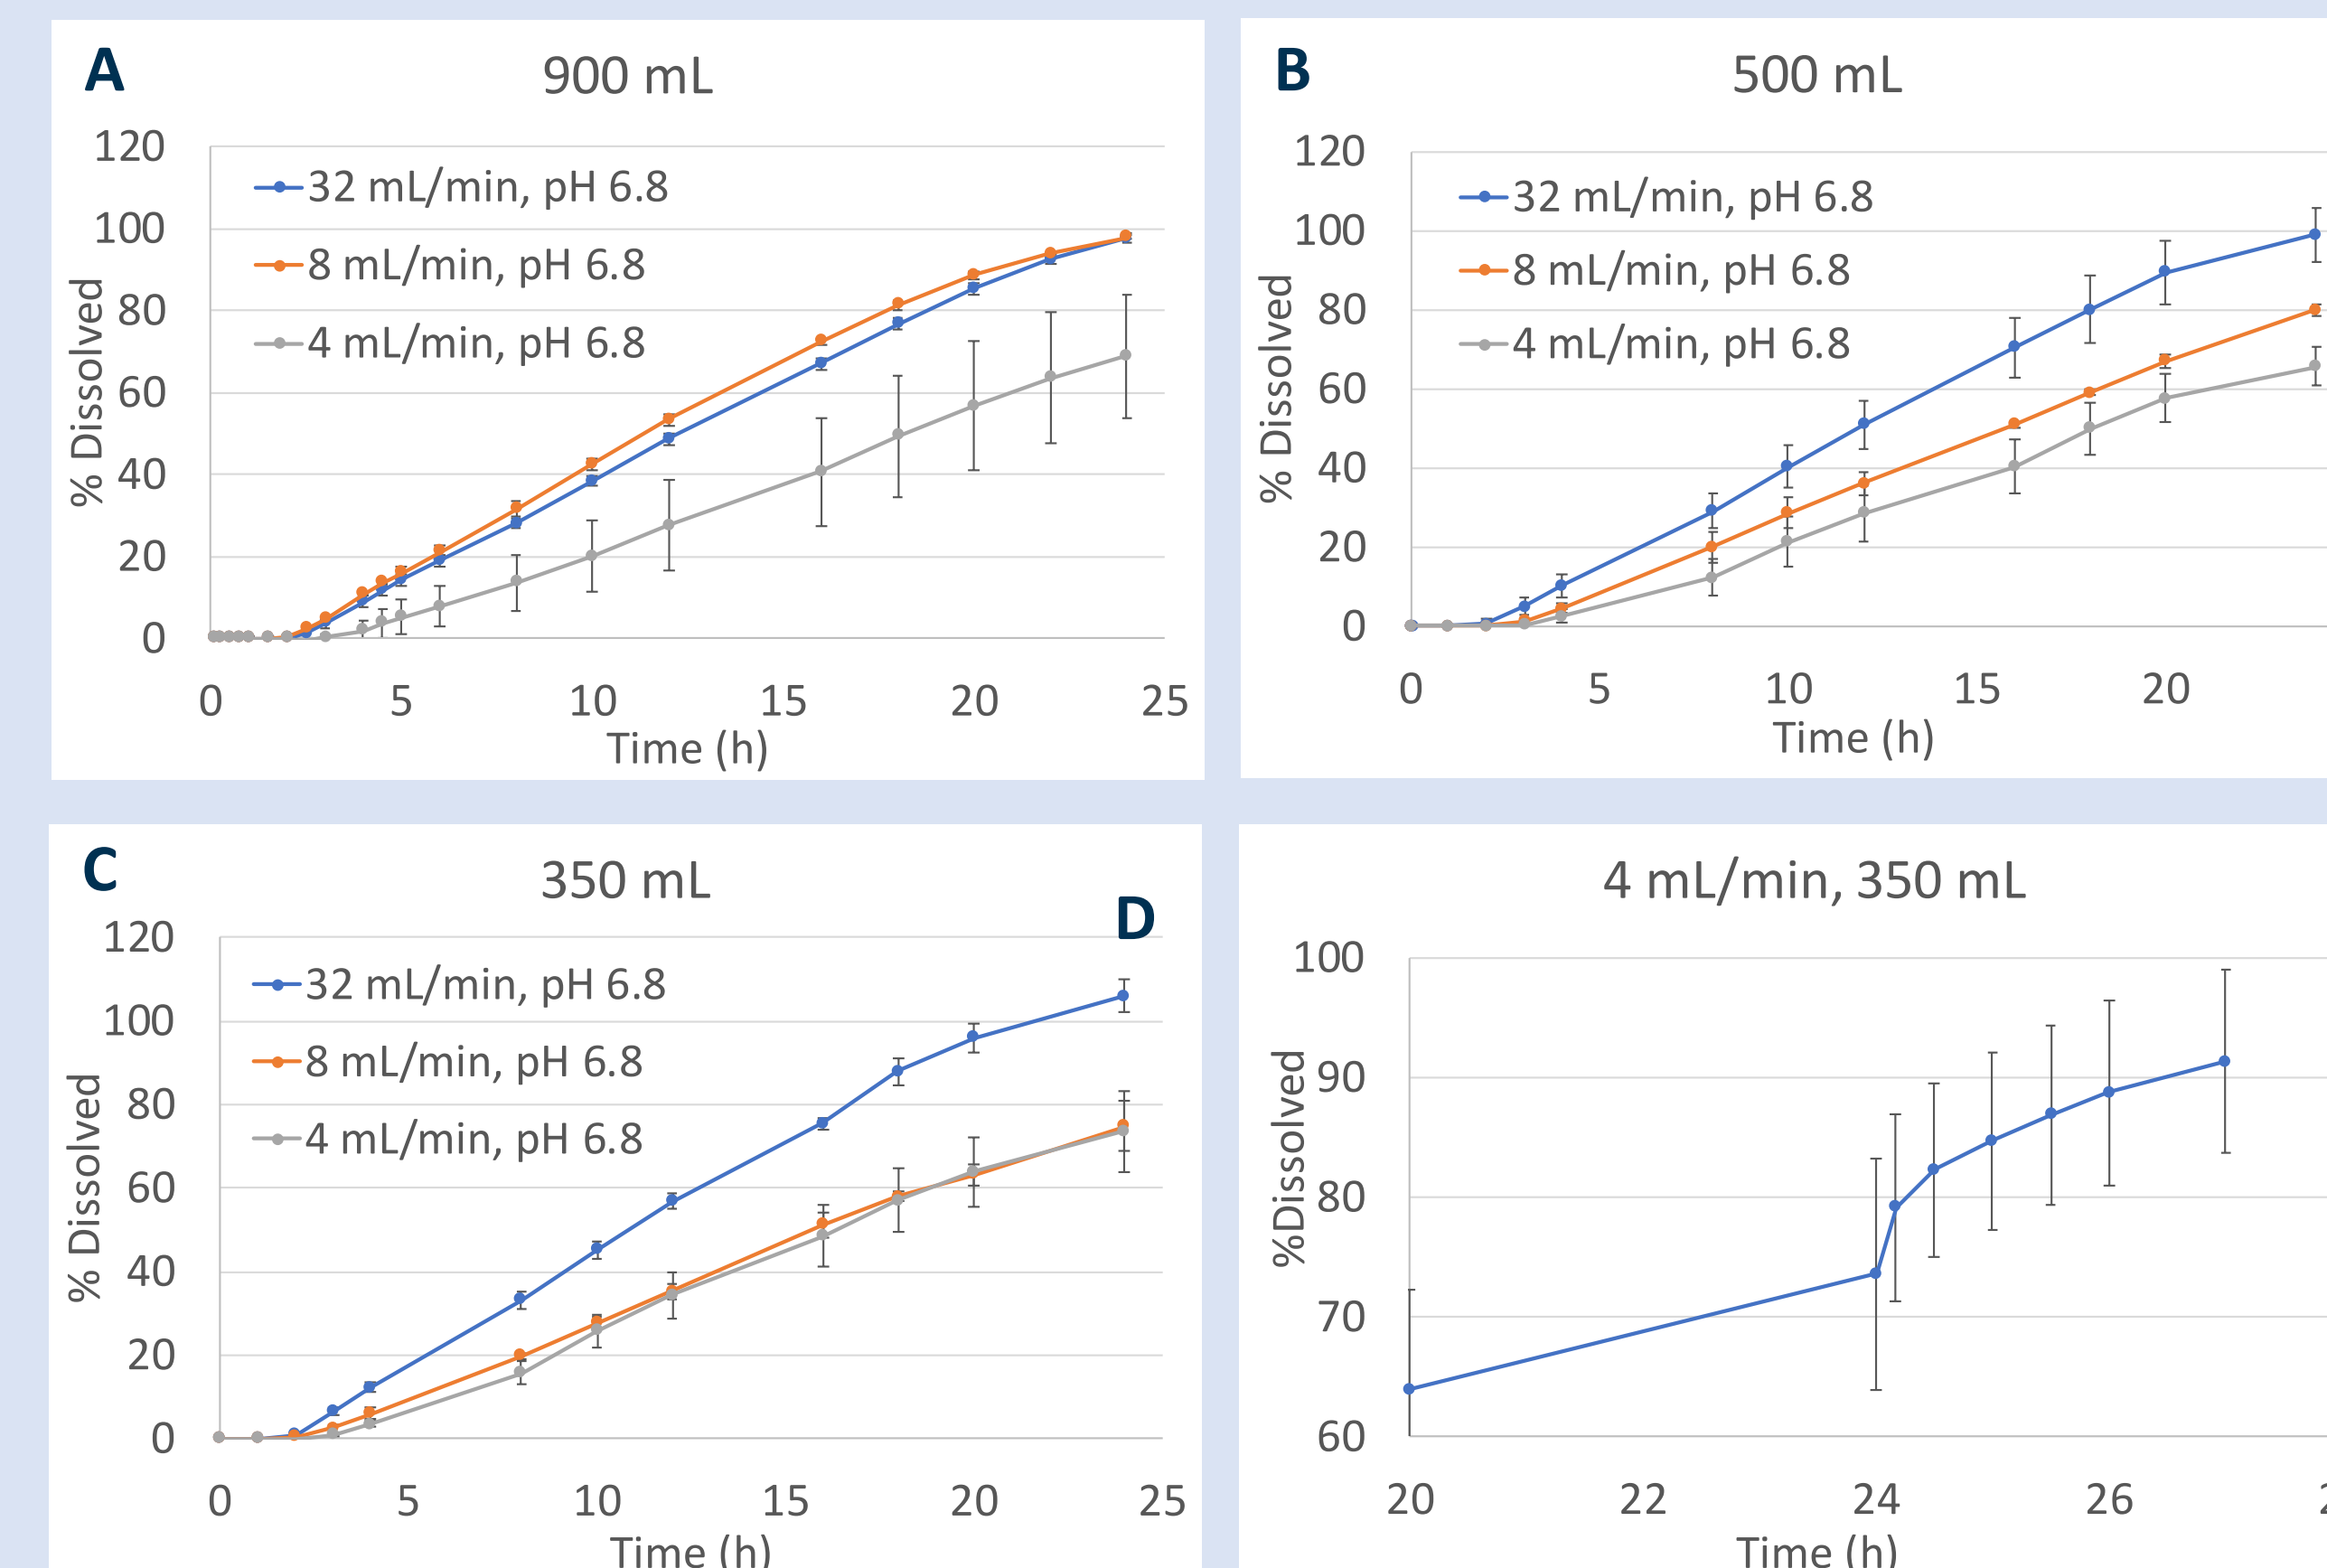 A
900 mL
120
100
80
60
40
20
0
% Dissolved
32 mL/min, pH 6.8
8 mL/min, pH 6.8
4 mL/min, pH 6.8
0 5 10 15 20 25
Time (h)
B
500 mL
120
100
80
60
40
20
0
% Dissolved
32 mL/min, pH 6.8
8 mL/min, pH 6.8
4 mL/min, pH 6.8
0 5 10 15 20
Time (h)
C
350 mL
120
100
80
60
40
20
0
% Dissolved
32 mL/min, pH 6.8
8 mL/min, pH 6.8
4 mL/min, pH 6.8
0 5 10 15 20 25
Time (h)
D
4 mL/min, 350 mL
100
90
80
70
60
%Dissolved
20 22 24 26
Time (h)